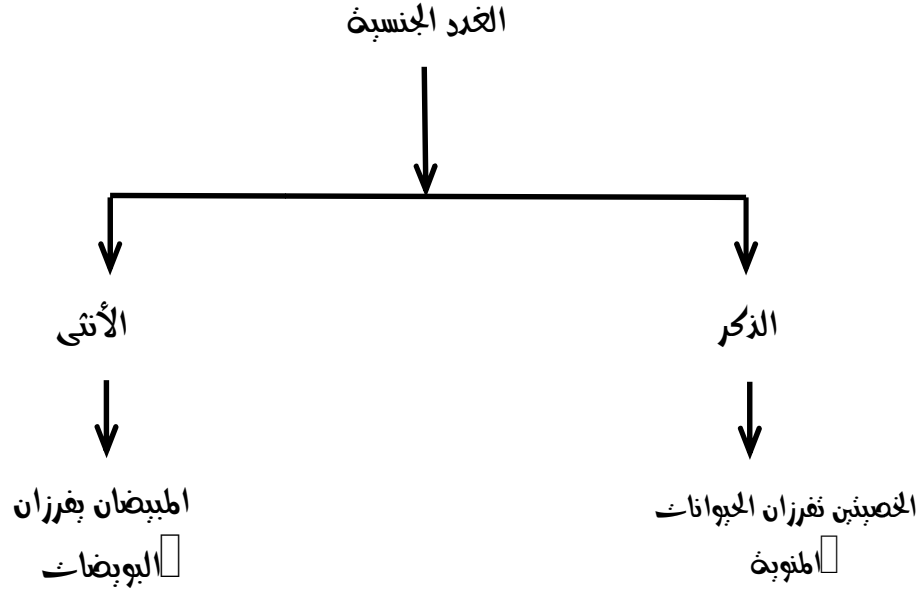 الغدد الجنسية
الذكر
الأنثى
الخصيتين تفرزان الحيوانات
المنوية
المبيضان يفرزان
البويضات